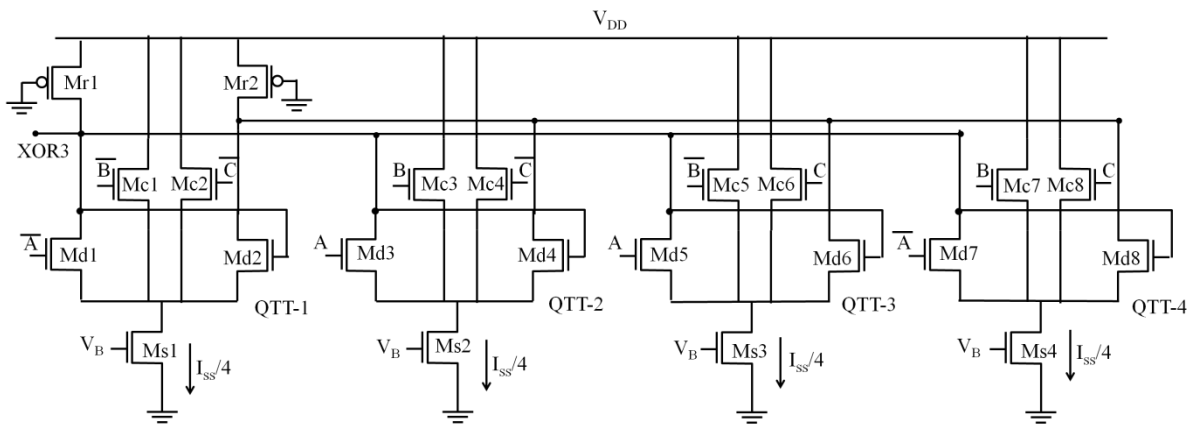 V_DD
Mr1
Mr2
XOR3
B̅
Mc1
Mc2
C̅
B
Mc3
Mc4
C̅
B̅
Mc5
Mc6
C
B
Mc7
Mc8
C
A̅
Md1
Md2
A
Md3
Md4
A
Md5
Md6
A̅
Md7
Md8
QTT-1
QTT-2
QTT-3
QTT-4
V_B
Ms1
I_SS/4
V_B
Ms2
I_SS/4
V_B
Ms3
I_SS/4
V_B
Ms4
I_SS/4